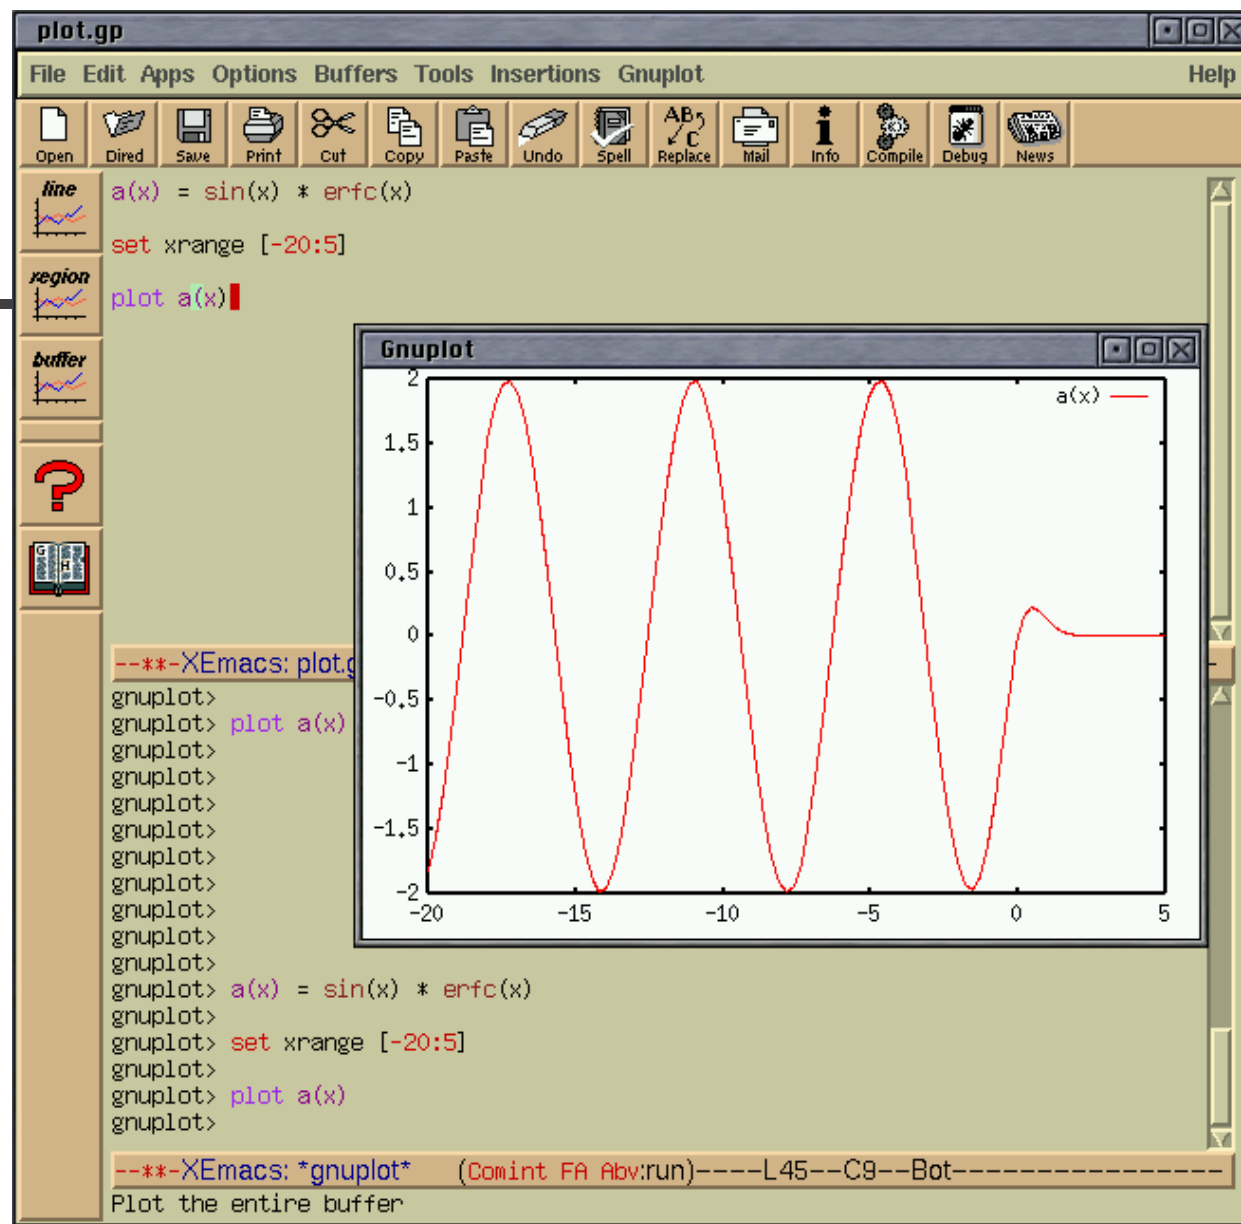 plot.gp
File Edit Apps Options Buffers Tools Insertions Gnuplot Help
Open Dired Save Print Cut Copy Paste Undo Spell Replace Mail Info Compile Debug News
line
a(x) = sin(x) * erfc(x)
set xrange [-20:5]
region
plot a(x)
buffer
Gnuplot
a(x)
2
1.5
1
0.5
0
-0.5
-1
-1.5
-2
-20 -15 -10 -5 0 5
G H
--**-XEmacs: plot.g
gnuplot>
gnuplot> plot a(x)
gnuplot>
gnuplot>
gnuplot>
gnuplot>
gnuplot>
gnuplot>
gnuplot>
gnuplot>
gnuplot>
gnuplot> a(x) = sin(x) * erfc(x)
gnuplot>
gnuplot> set xrange [-20:5]
gnuplot>
gnuplot> plot a(x)
gnuplot>
--**-XEmacs: *gnuplot* (Comint FA Abv:run)----L45--C9--Bot----------------
Plot the entire buffer